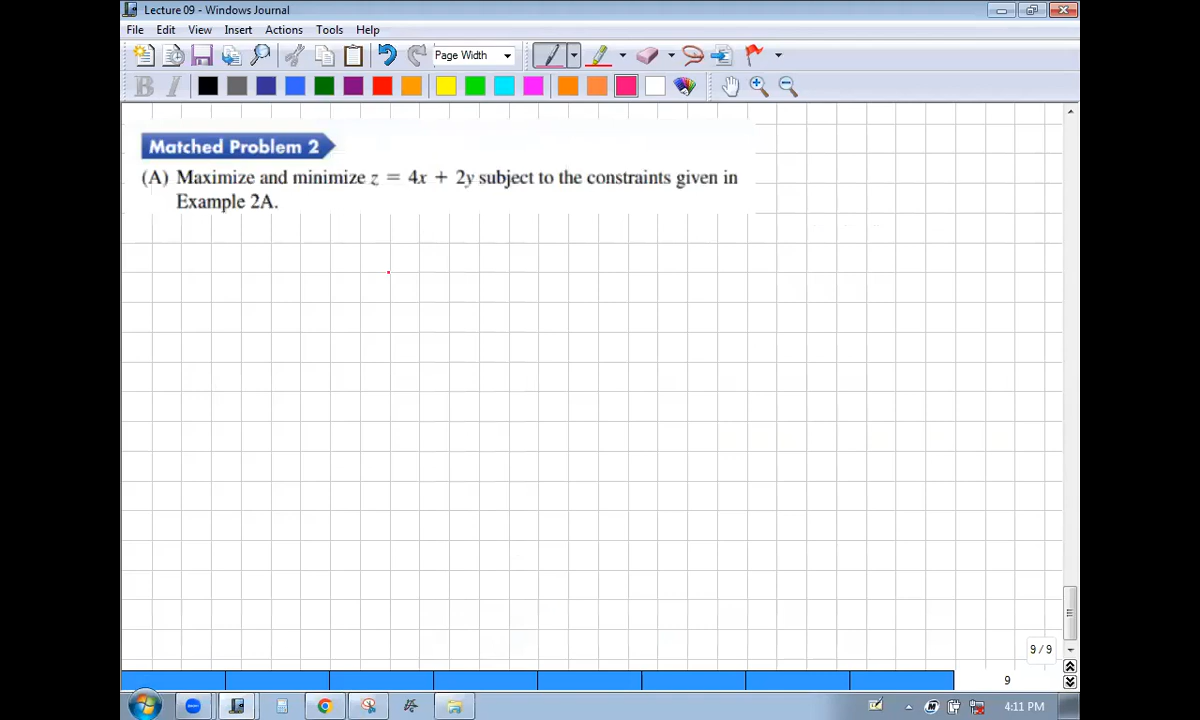 Lecture 09 - Windows Journal
File Edit View Insert Actions Tools Help
Page Width
B I
Matched Problem 2
(A) Maximize and minimize z = 4x + 2y subject to the constraints given in
Example 2A.
9 / 9
9
4:11 PM